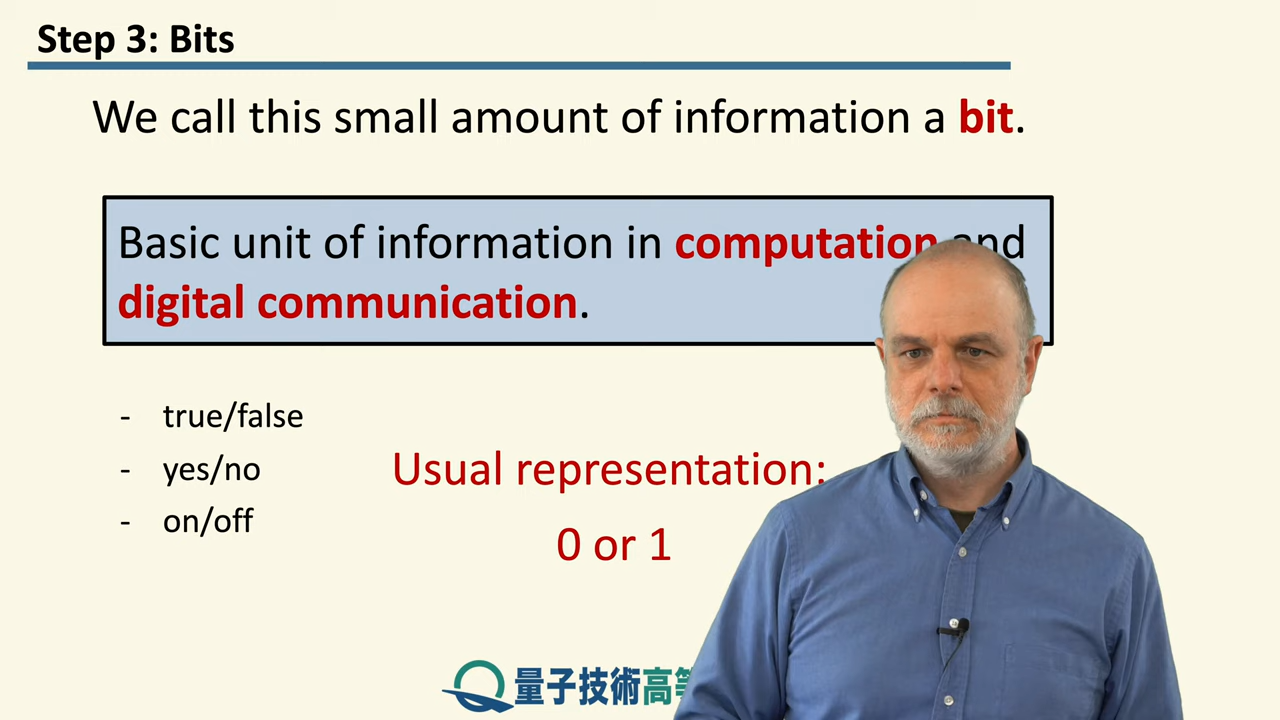 Step 3: Bits
We call this small amount of information a bit.
Basic unit of information in computation and
digital communication.
- true/false
- yes/no
- on/off
Usual representation:
0 or 1
量子技術高等